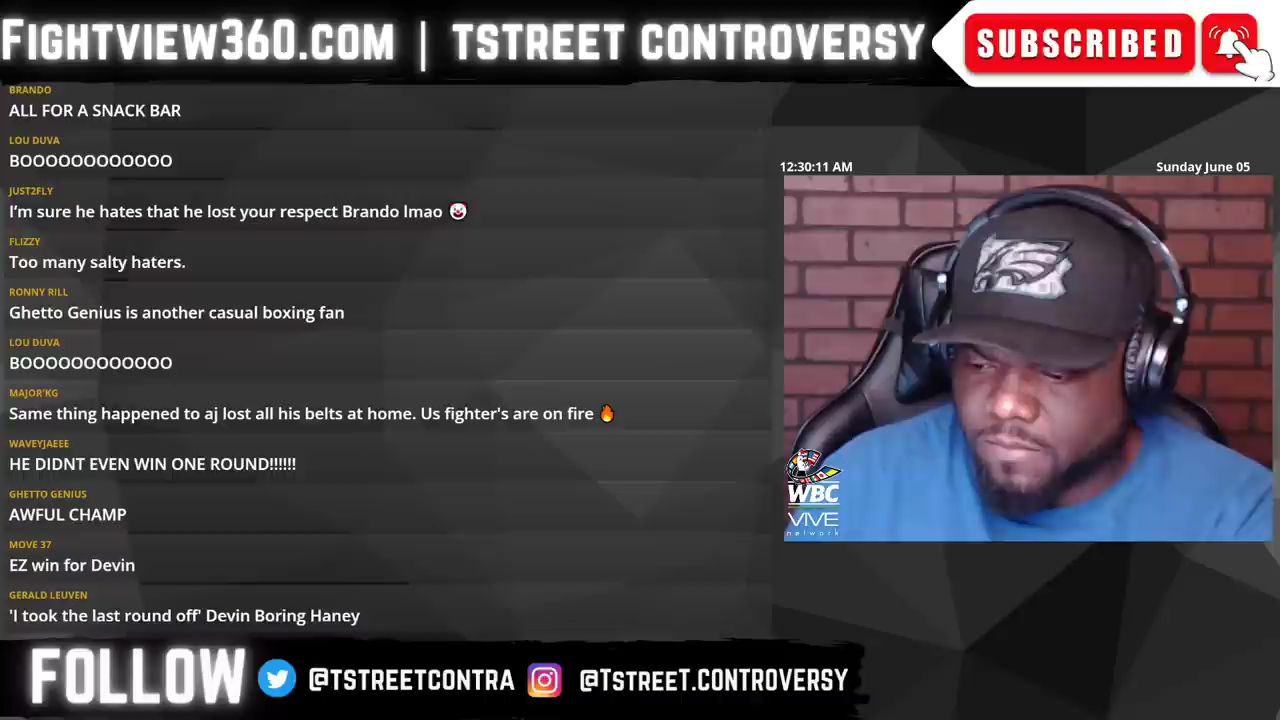 FIGHTVIEW360.COM | TSTREET CONTROVERSY
SUBSCRIBED
BRANDO
ALL FOR A SNACK BAR
LOU DUVA
BOOOOOOOOOOOO
JUST2FLY
I'm sure he hates that he lost your respect Brando lmao 🤡
FLIZZY
Too many salty haters.
RONNY RILL
Ghetto Genius is another casual boxing fan
LOU DUVA
BOOOOOOOOOOOO
MAJOR'KG
Same thing happened to aj lost all his belts at home. Us fighter's are on fire 🔥
WAVEYJAEEE
HE DIDNT EVEN WIN ONE ROUND!!!!!!
GHETTO GENIUS
AWFUL CHAMP
MOVE 37
EZ win for Devin
GERALD LEUVEN
'I took the last round off' Devin Boring Haney
12:30:11 AM Sunday June 05
WBC
VIVE
network
FOLLOW @TSTREETCONTRA @TSTREET.CONTROVERSY